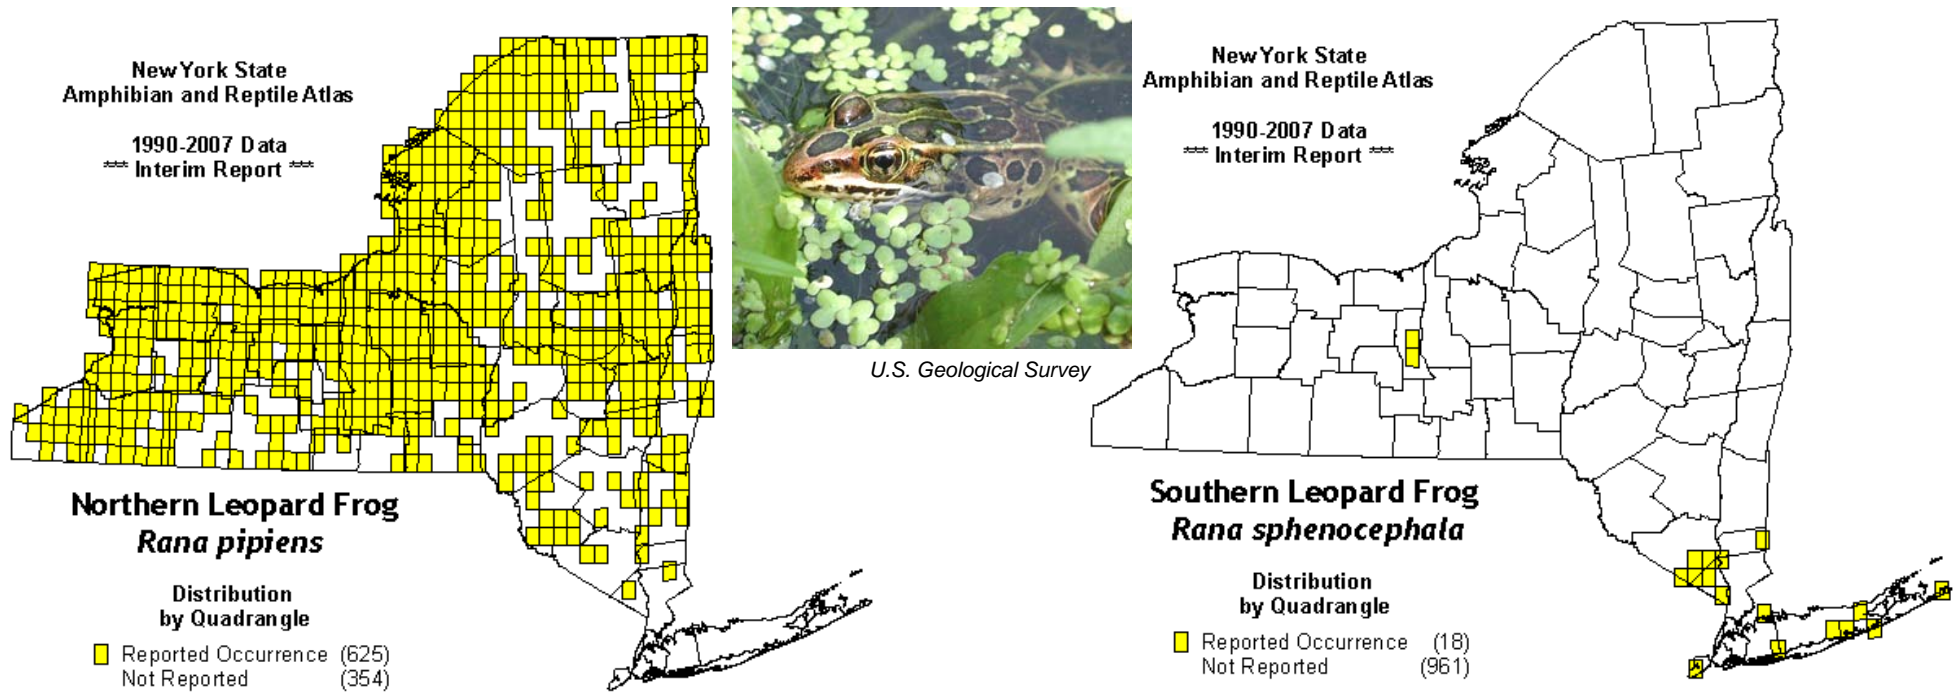 New York State
Amphibian and Reptile Atlas
1990-2007 Data
*** Interim Report ***
Northern Leopard Frog
Rana pipiens
Distribution
by Quadrangle
Reported Occurrence (625)
Not Reported (354)
U.S. Geological Survey
New York State
Amphibian and Reptile Atlas
1990-2007 Data
*** Interim Report ***
Southern Leopard Frog
Rana sphenocephala
Distribution
by Quadrangle
Reported Occurrence (18)
Not Reported (961)